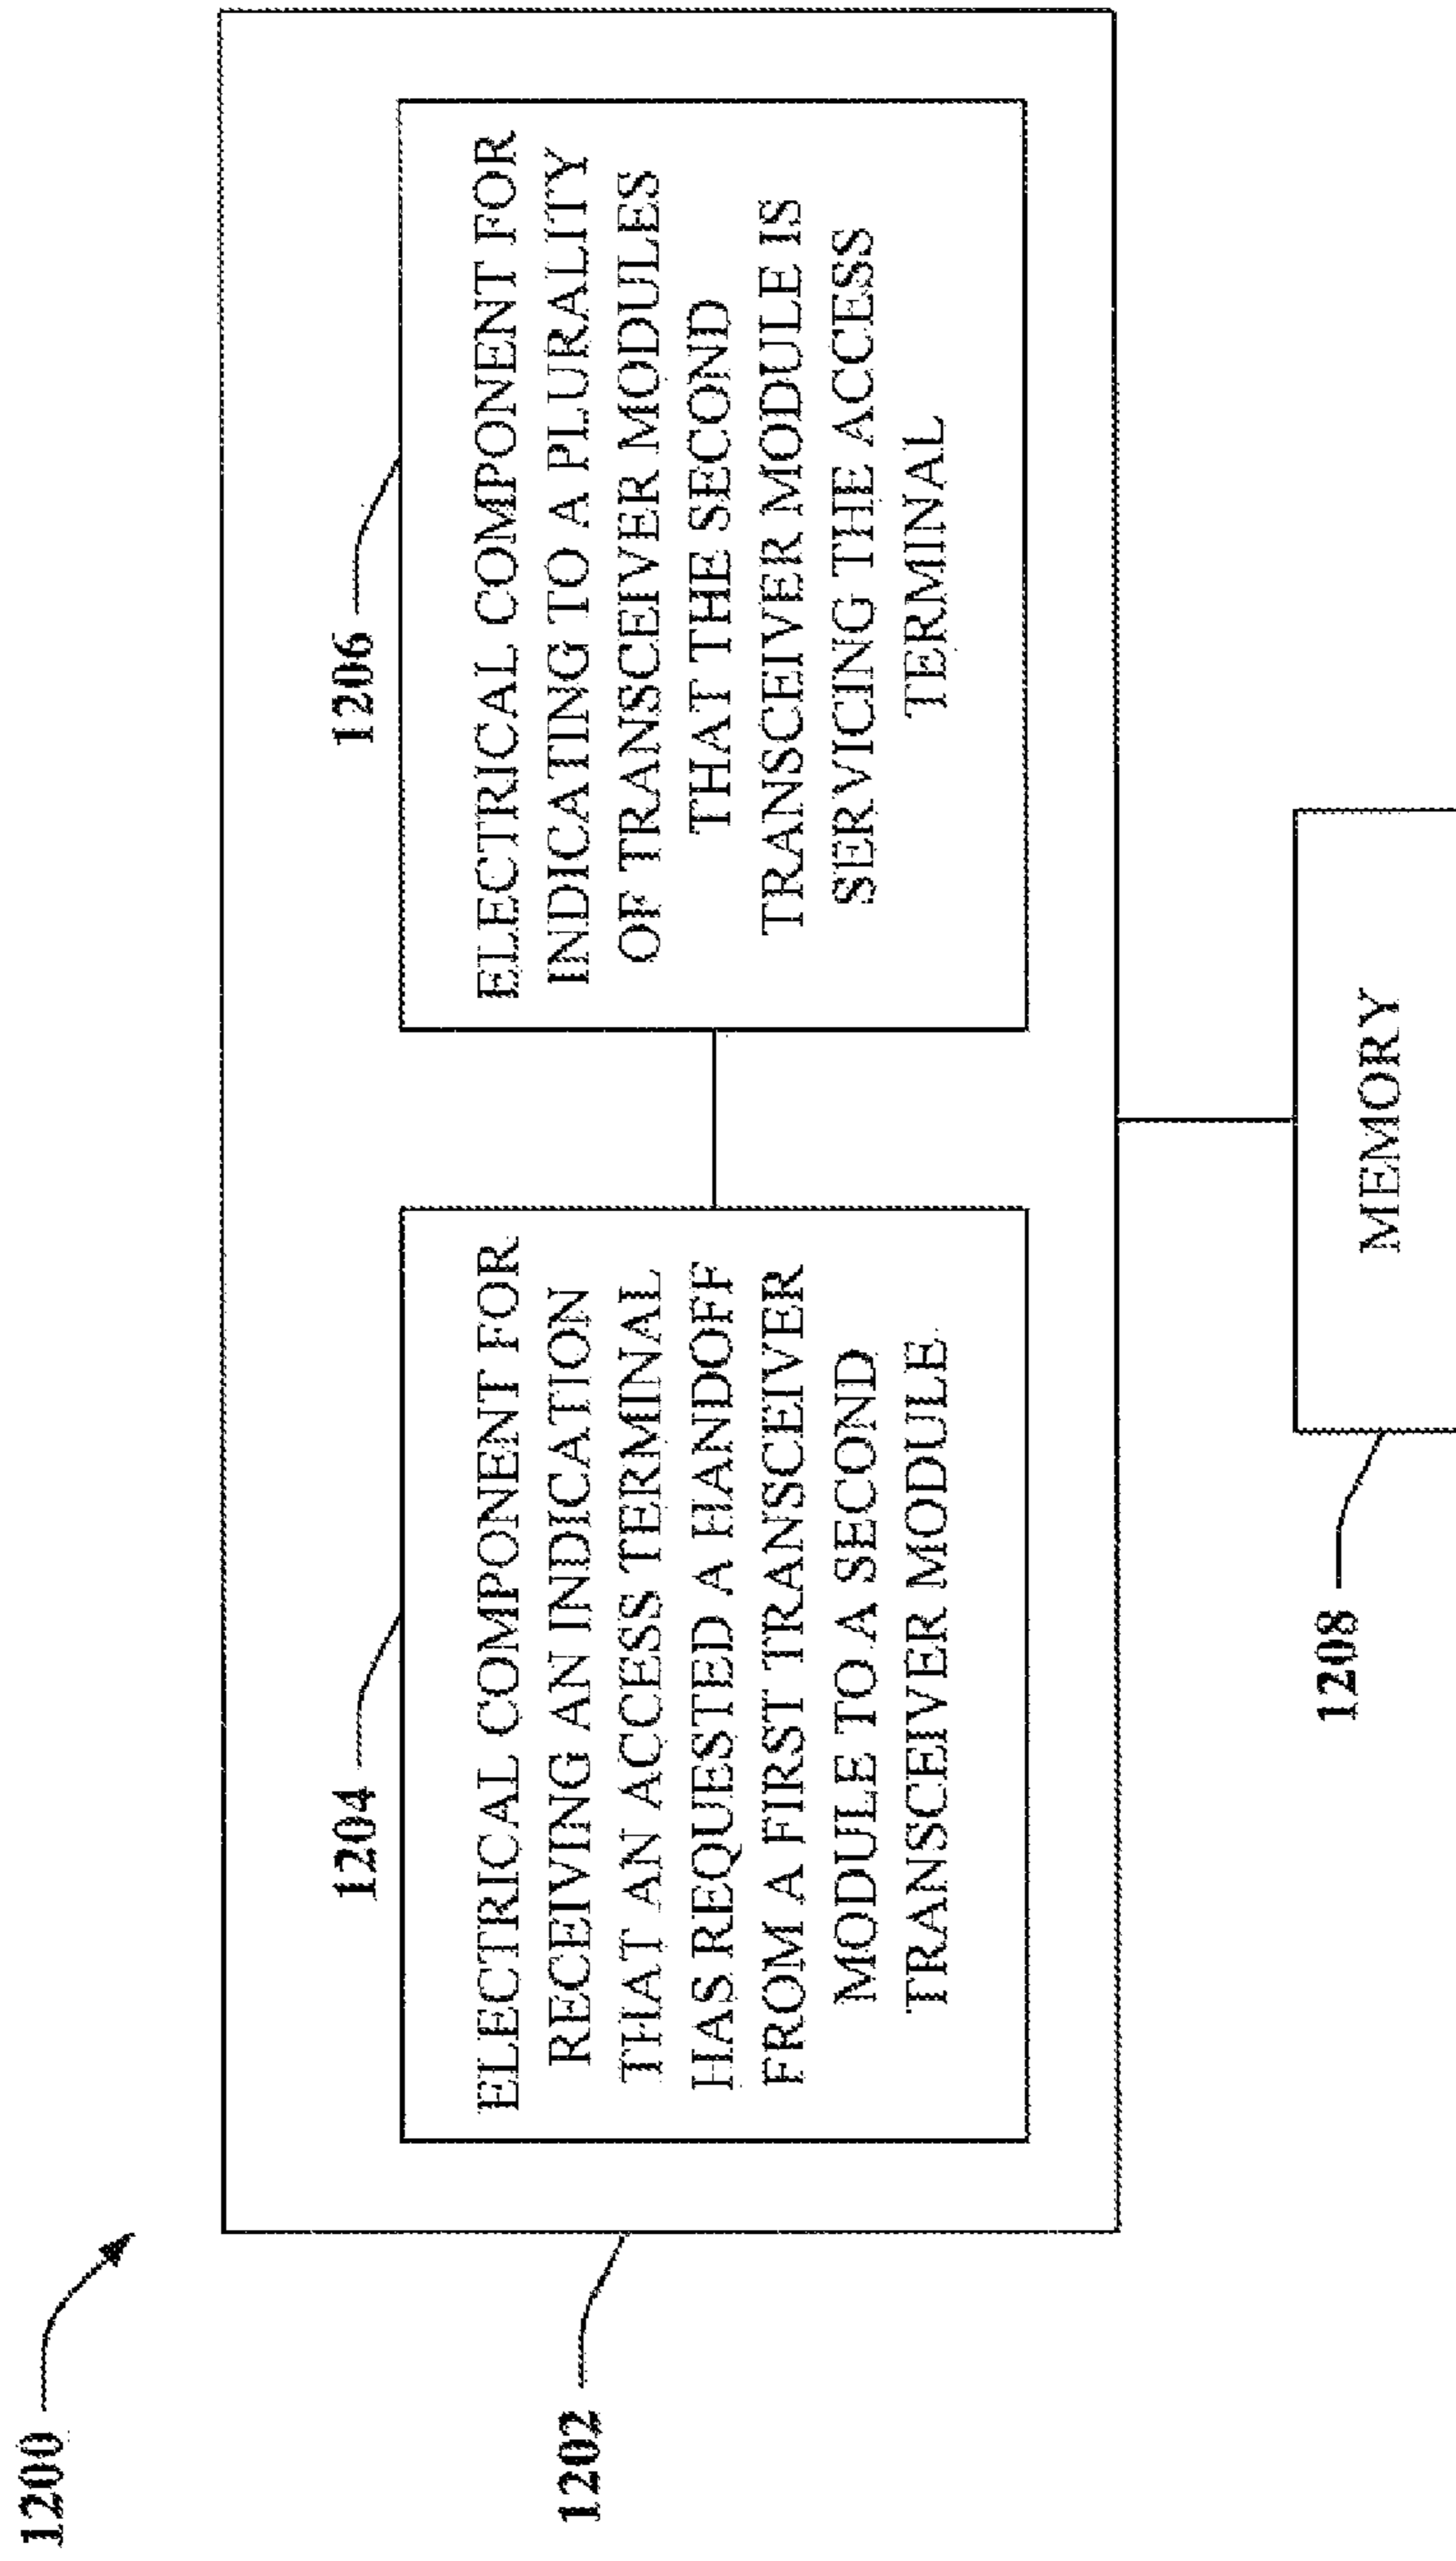 1200
1202
1204
ELECTRICAL COMPONENT FOR
RECEIVING AN INDICATION
THAT AN ACCESS TERMINAL
HAS REQUESTED A HANDOFF
FROM A FIRST TRANSCEIVER
MODULE TO A SECOND
TRANSCEIVER MODULE
1206
ELECTRICAL COMPONENT FOR
INDICATING TO A PLURALITY
OF TRANSCEIVER MODULES
THAT THE SECOND
TRANSCEIVER MODULE IS
SERVICING THE ACCESS
TERMINAL
1208
MEMORY